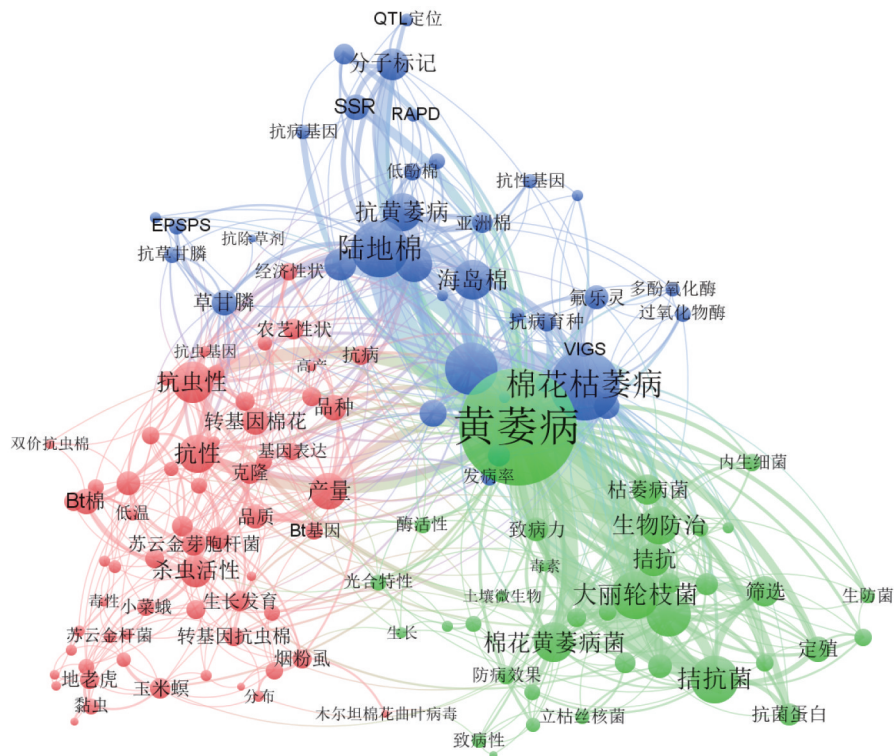 QTL定位
分子标记
SSR
RAPD
抗病基因
低酚棉
抗性基因
抗黄萎病
亚洲棉
EPSPS
抗除草剂
陆地棉
抗草甘膦
经济性状
海岛棉
多酚氧化酶
草甘膦
氟乐灵
过氧化物酶
农艺性状
抗病育种
抗虫基因
高产
抗病
VIGS
抗虫性
棉花枯萎病
品种
转基因棉花
黄萎病
双价抗虫棉
抗性
基因表达
克隆
发病率
内生细菌
产量
枯萎病菌
Bt棉
低温
品质
Bt基因
酶活性
致病力
生物防治
苏云金芽胞杆菌
拮抗
杀虫活性
光合特性
毒素
毒性
小菜蛾
生长发育
土壤微生物
大丽轮枝菌
筛选
生防菌
苏云金杆菌
转基因抗虫棉
生长
棉花黄萎病菌
定殖
烟粉虱
地老虎
玉米螟
分布
防病效果
拮抗菌
黏虫
木尔坦棉花曲叶病毒
立枯丝核菌
抗菌蛋白
致病性